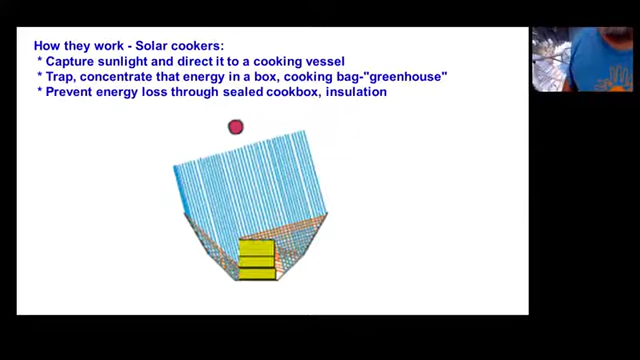 How they work - Solar cookers:
* Capture sunlight and direct it to a cooking vessel
* Trap, concentrate that energy in a box, cooking bag-"greenhouse"
* Prevent energy loss through sealed cookbox, insulation